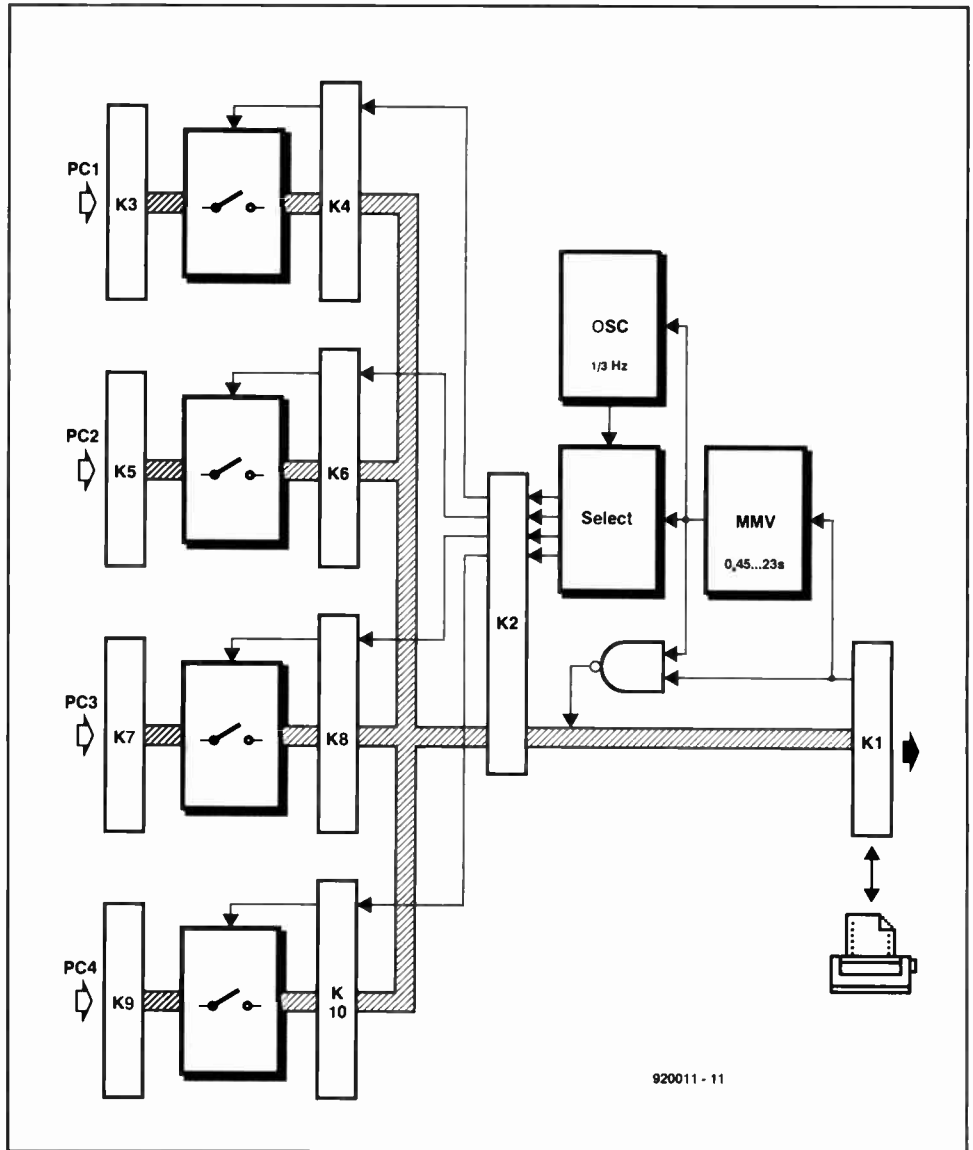 PC1
K3
K4
PC2
K5
K6
PC3
K7
K8
PC4
K9
K
10
K2
OSC
1/3 Hz
Select
MMV
0,45...23s
K1
920011 - 11